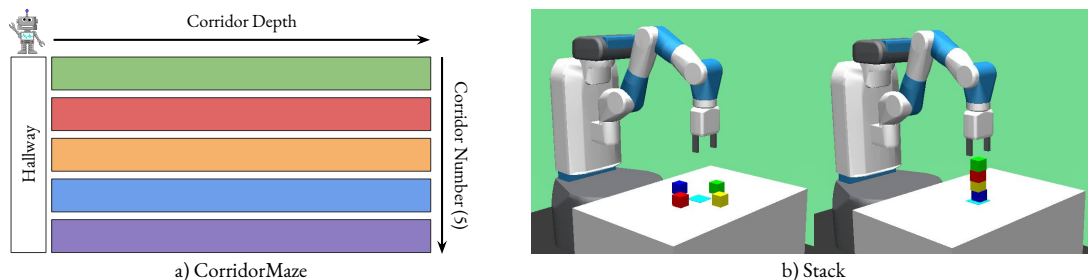 Corridor Depth
Hallway
Corridor Number (5)
a) CorridorMaze
b) Stack